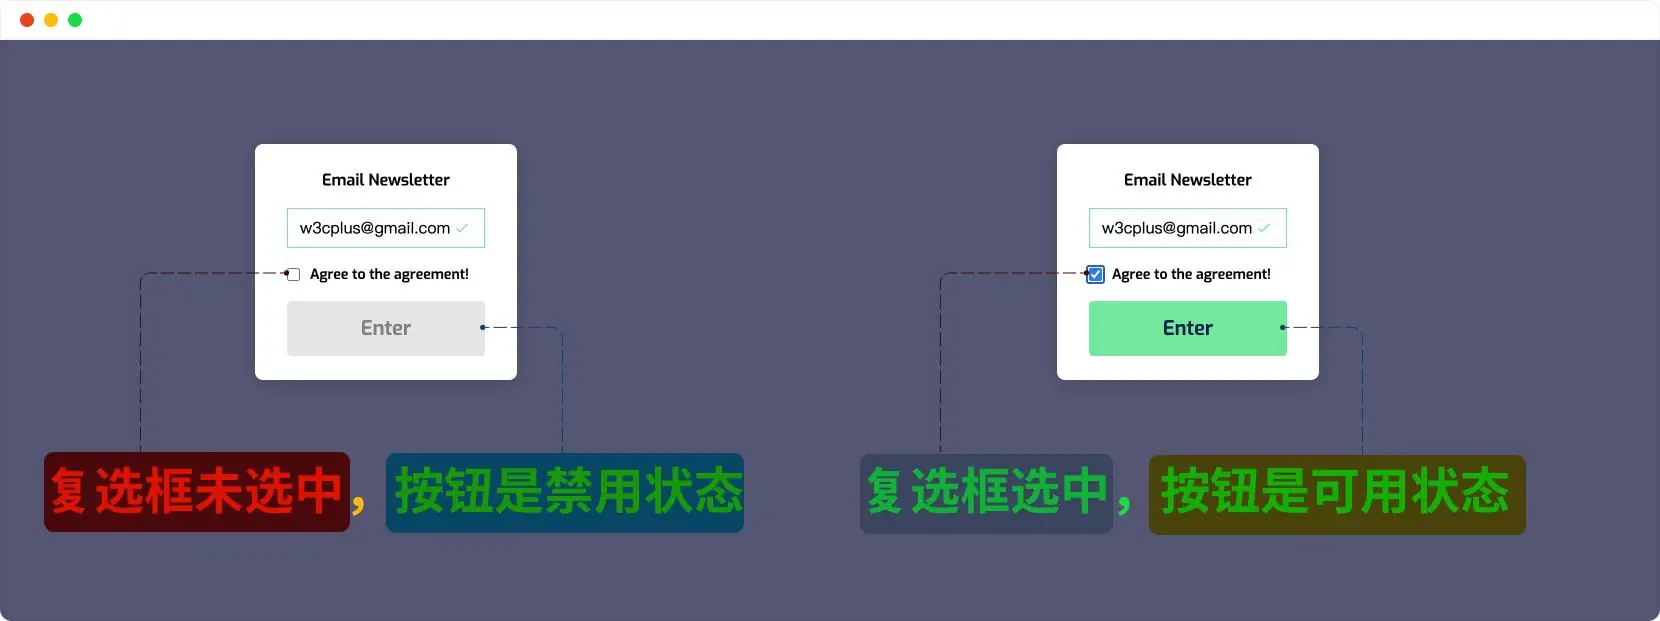 Email Newsletter
w3cplus@gmail.com
Agree to the agreement!
Enter
复选框未选中，按钮是禁用状态
Email Newsletter
w3cplus@gmail.com
Agree to the agreement!
Enter
复选框选中，按钮是可用状态